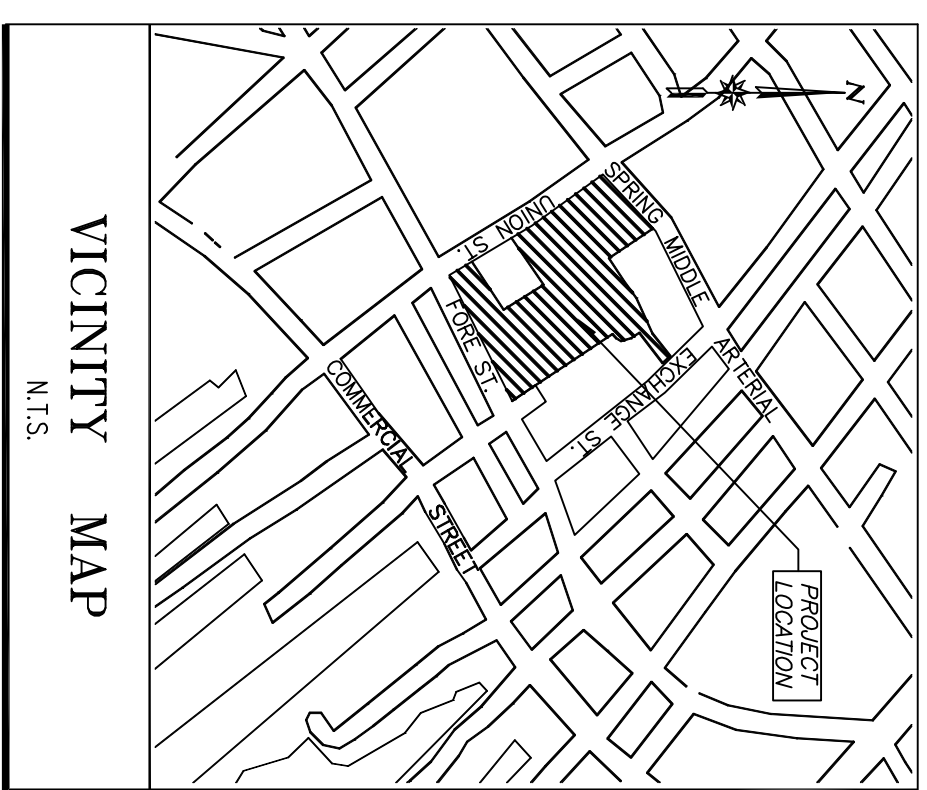 N
SPRING
MIDDLE
ARTERIAL
UNION ST.
EXCHANGE ST.
FORE ST.
COMMERCIAL
STREET
PROJECT
LOCATION
VICINITY MAP
N.T.S.